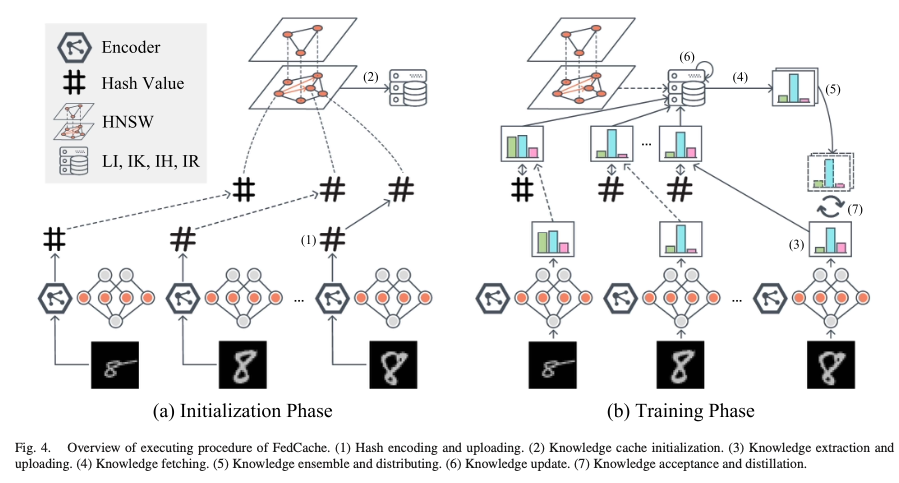 Encoder
Hash Value
HNSW
LI, IK, IH, IR
(2)
(1)
...
(a) Initialization Phase
(6)
(4)
(5)
...
(7)
(3)
...
(b) Training Phase
Fig. 4. Overview of executing procedure of FedCache. (1) Hash encoding and uploading. (2) Knowledge cache initialization. (3) Knowledge extraction and
uploading. (4) Knowledge fetching. (5) Knowledge ensemble and distributing. (6) Knowledge update. (7) Knowledge acceptance and distillation.